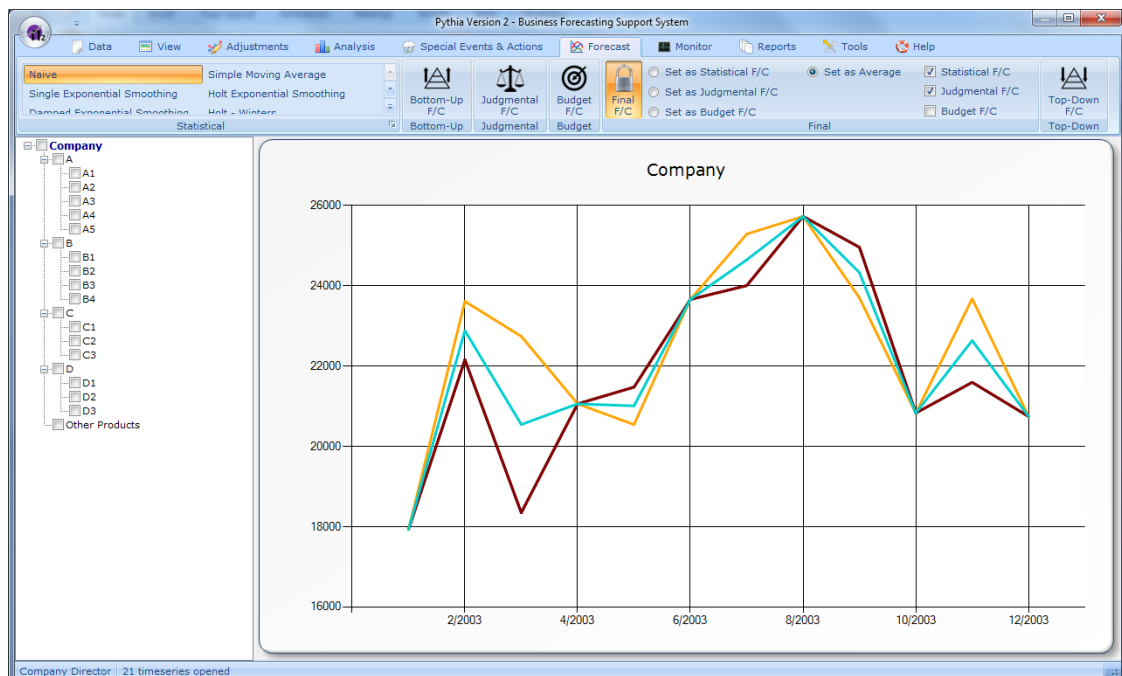 Pythia Version 2 - Business Forecasting Support System
Data View Adjustments Analysis Special Events & Actions Forecast Monitor Reports Tools Help
Naive Simple Moving Average
Single Exponential Smoothing Holt Exponential Smoothing
Damped Exponential Smoothing Holt - Winters
Statistical
Bottom-Up
F/C
Bottom-Up
Judgmental
F/C
Judgmental
Budget
F/C
Budget
Final
F/C
Set as Statistical F/C Set as Average Statistical F/C
Set as Judgmental F/C Judgmental F/C
Set as Budget F/C Budget F/C
Final
Top-Down
F/C
Top-Down
Company
A
A1
A2
A3
A4
A5
B
B1
B2
B3
B4
C
C1
C2
C3
D
D1
D2
D3
Other Products
Company
26000
24000
22000
20000
18000
16000
2/2003 4/2003 6/2003 8/2003 10/2003 12/2003
Company Director 21 timeseries opened